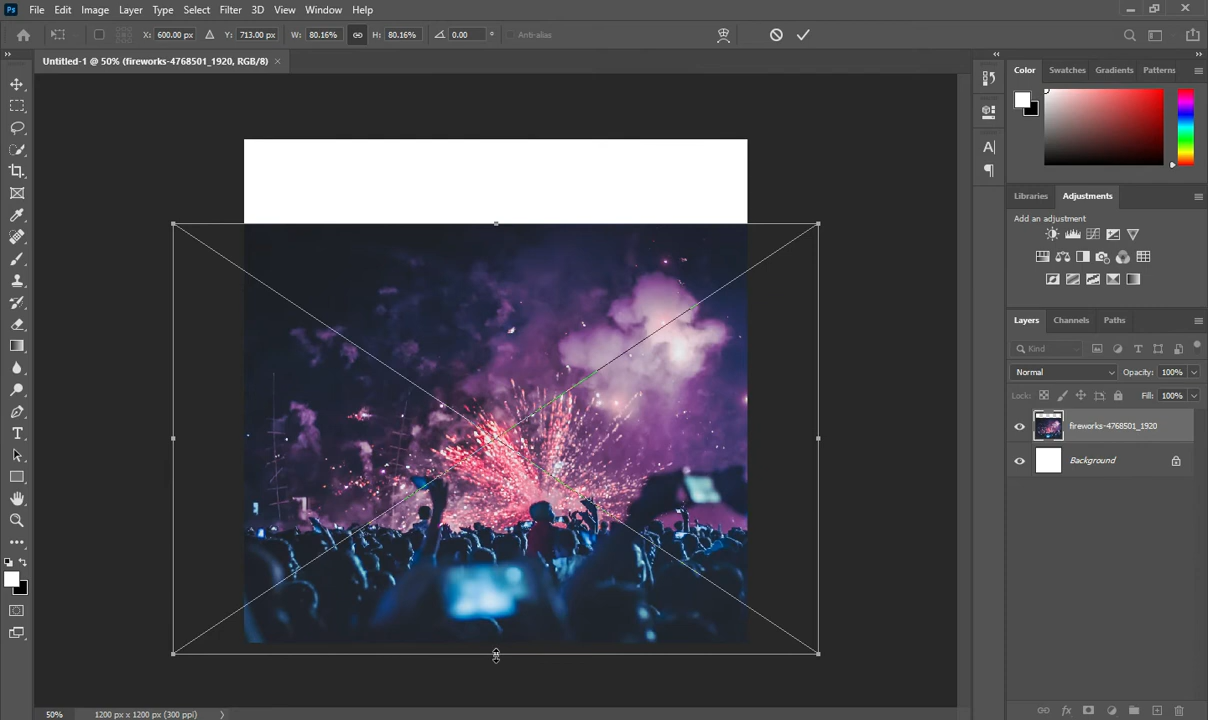 Ps File Edit Image Layer Type Select Filter 3D View Window Help
X: 600.00 px Y: 713.00 px W: 80.16% H: 80.16% 0.00 ° Anti-alias
Untitled-1 @ 50% (fireworks-4768501_1920, RGB/8) ×
Color Swatches Gradients Patterns
Libraries Adjustments
Add an adjustment
Layers Channels Paths
Kind
Normal Opacity: 100%
Lock: Fill: 100%
fireworks-4768501_1920
Background
50% 1200 px x 1200 px (300 ppi)